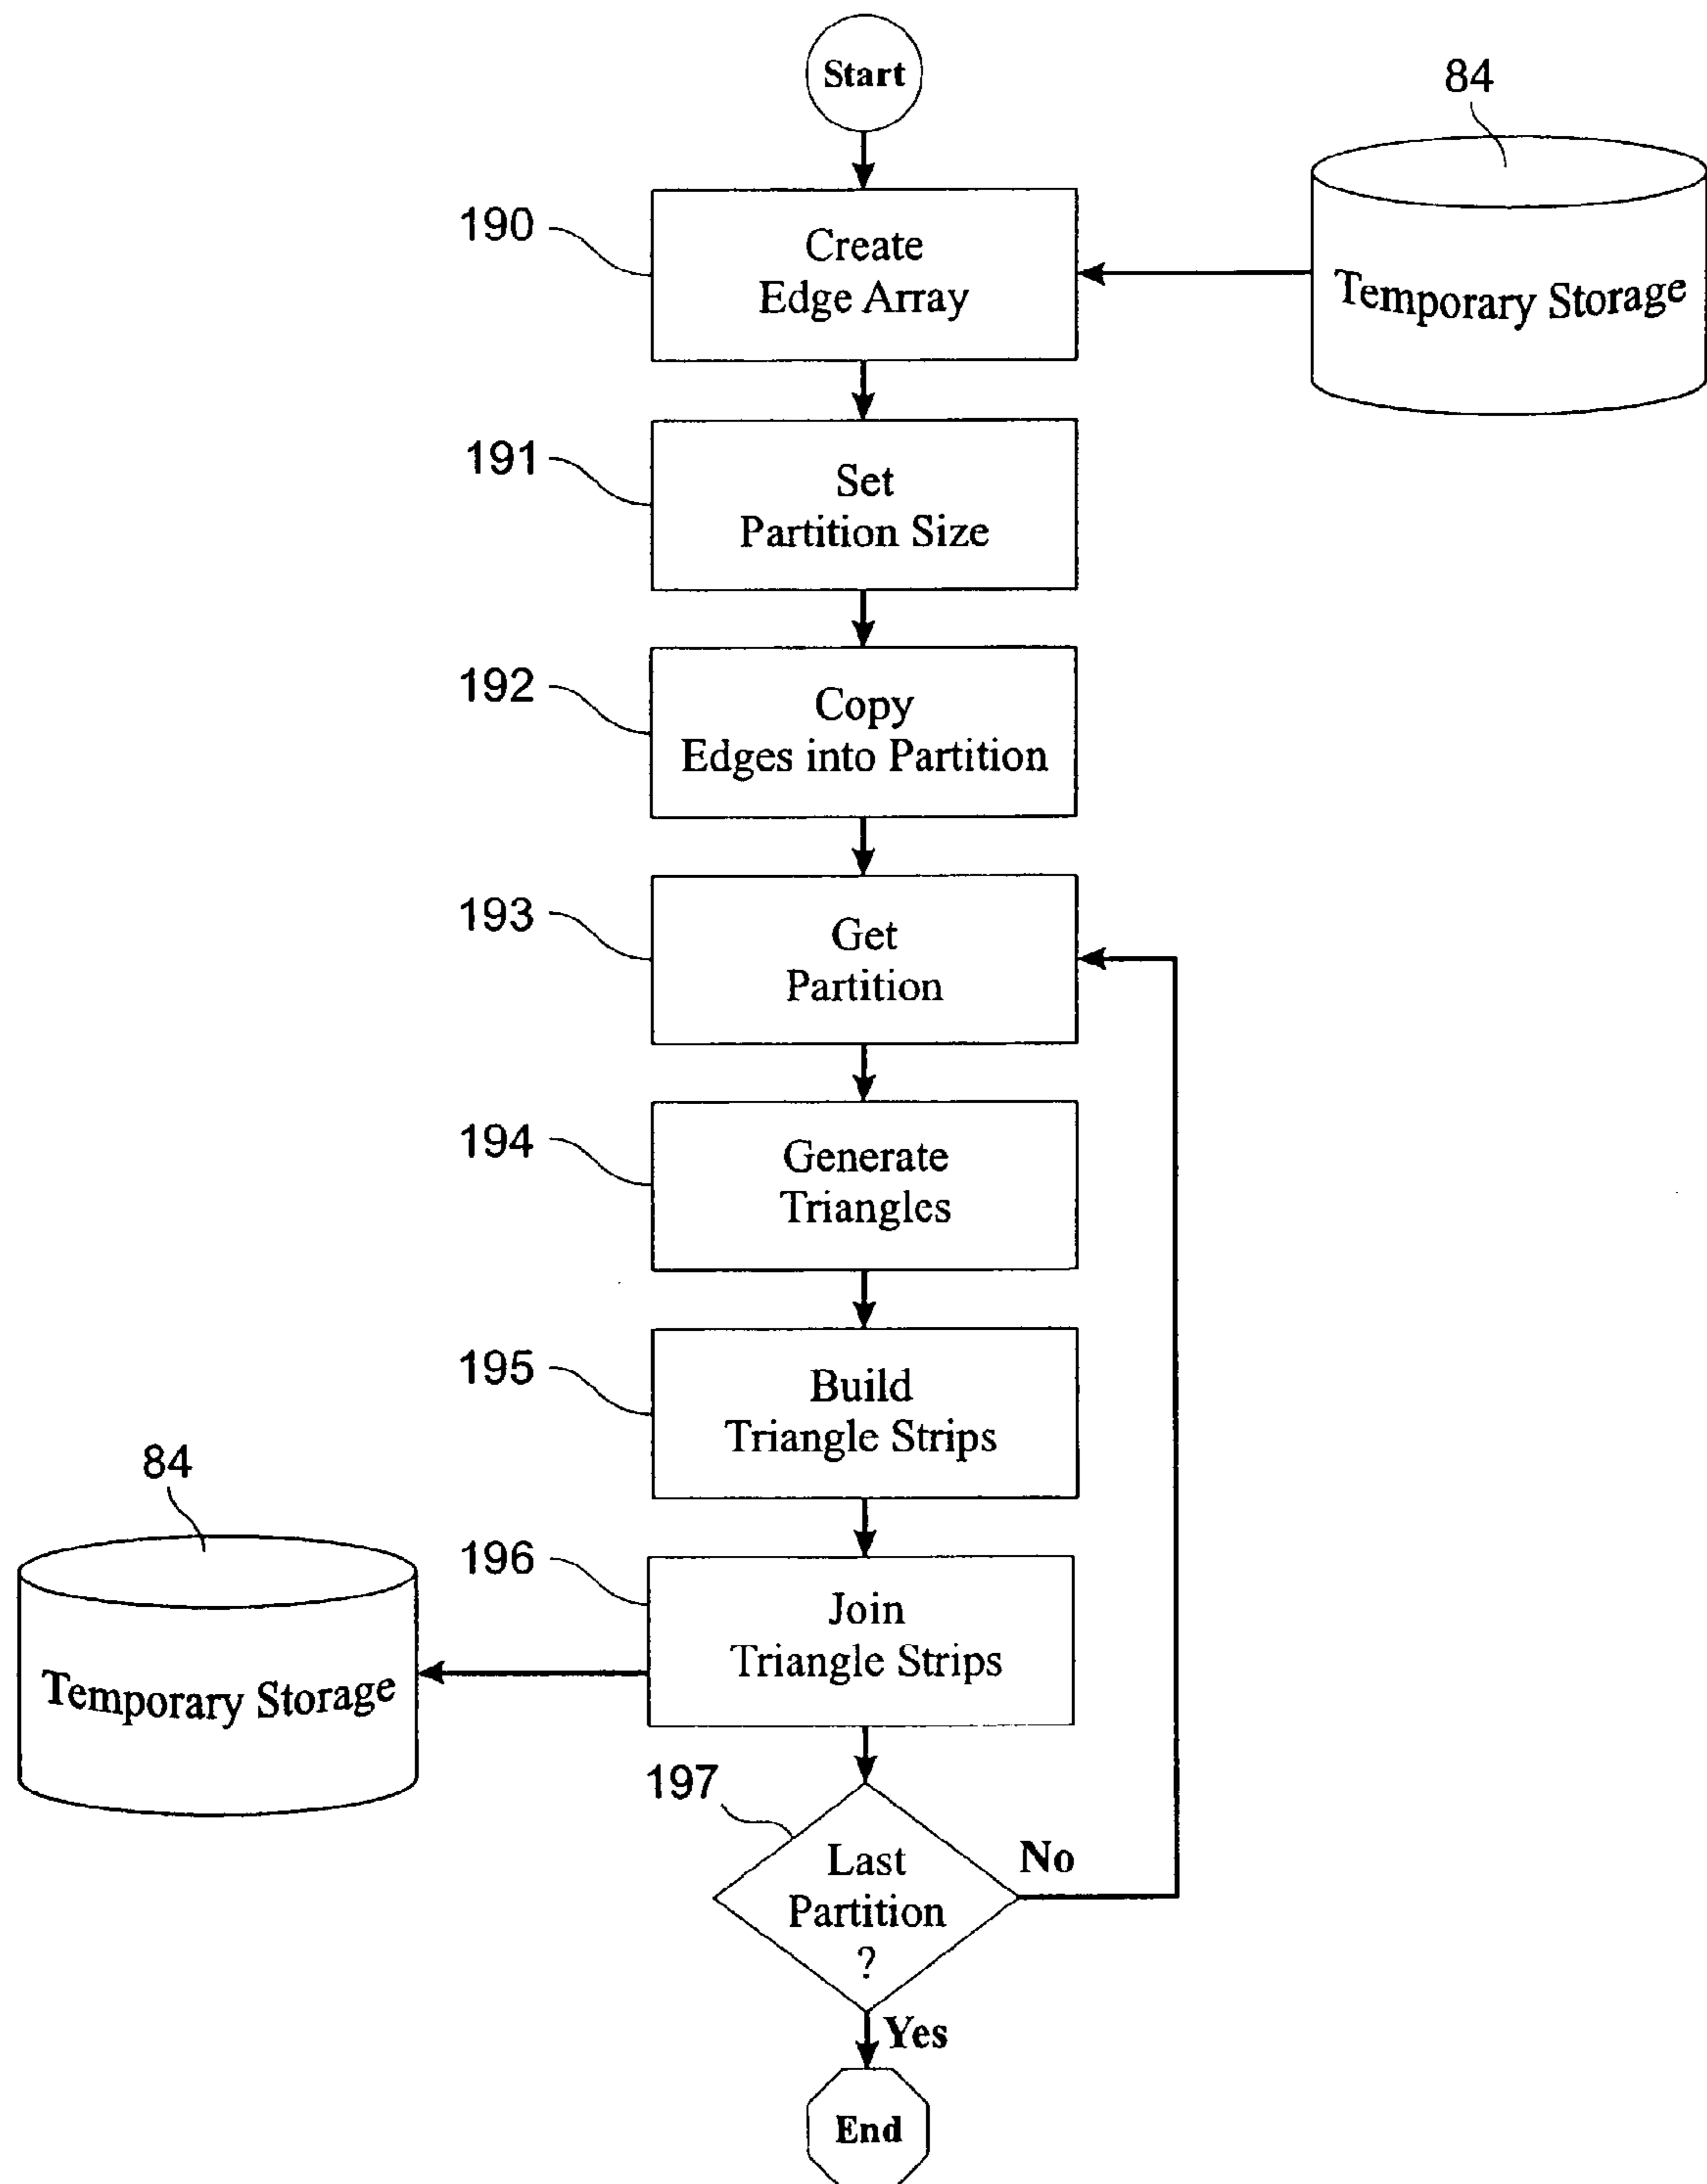 Start
84
190
Create
Edge Array
Temporary Storage
191
Set
Partition Size
192
Copy
Edges into Partition
193
Get
Partition
194
Generate
Triangles
195
Build
Triangle Strips
84
196
Join
Triangle Strips
Temporary Storage
197
Last
Partition
?
No
Yes
End